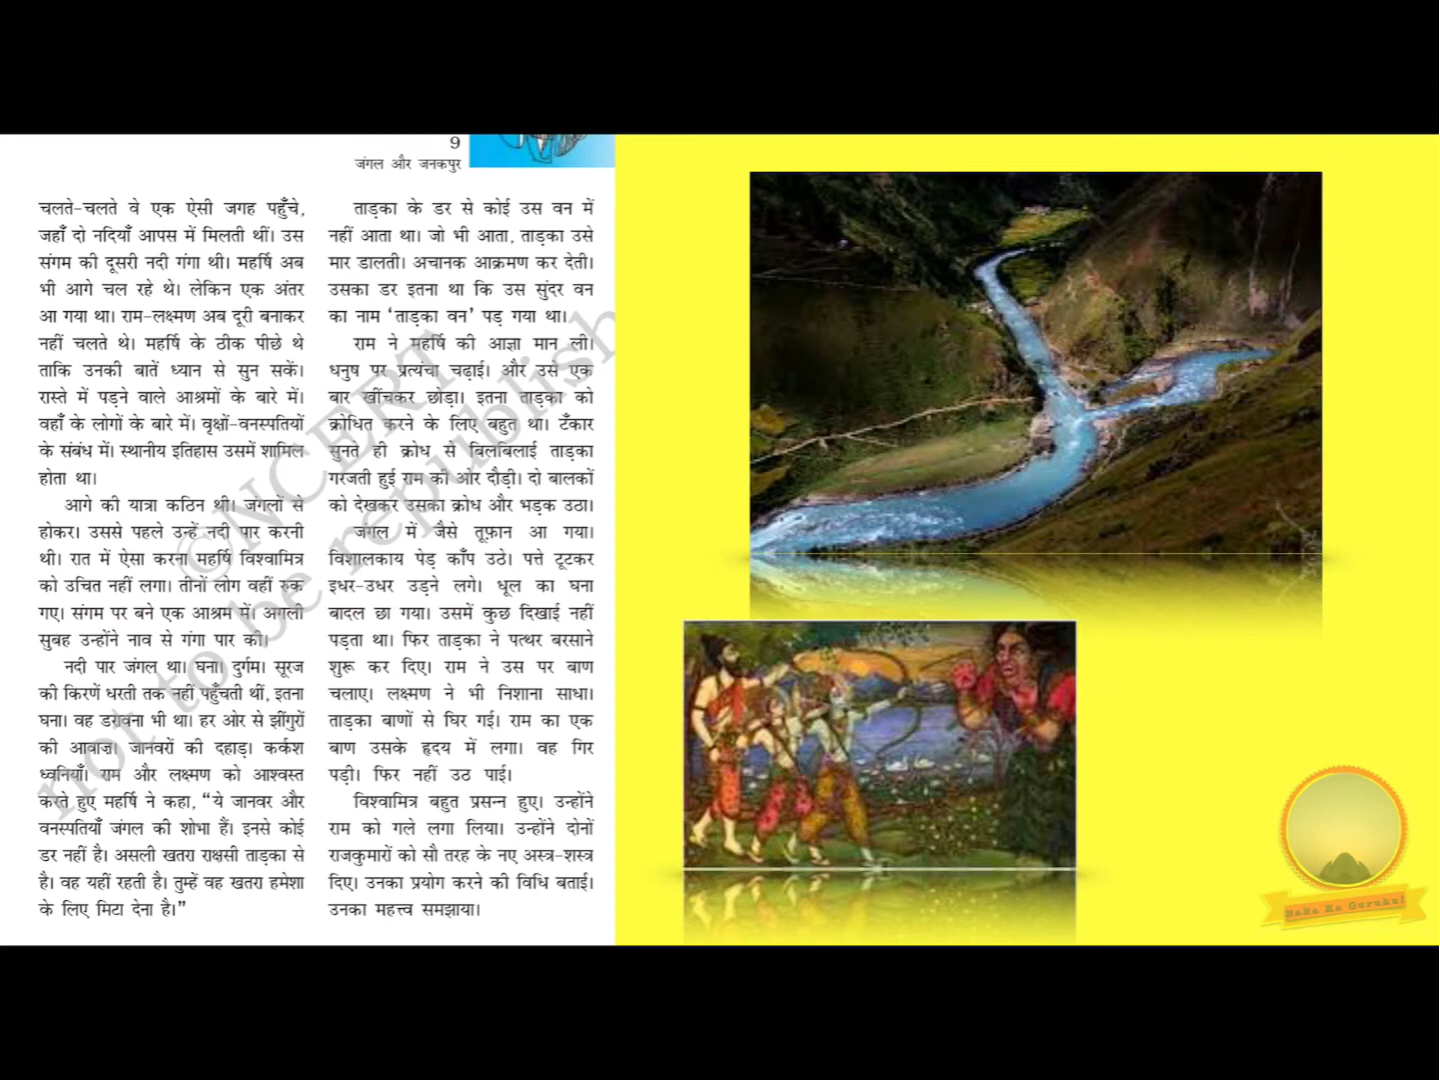 9
जंगल और जनकपुर
चलते-चलते वे एक ऐसी जगह पहुँचे,
जहाँ दो नदियाँ आपस में मिलती थीं। उस
संगम की दूसरी नदी गंगा थी। महर्षि अब
भी आगे चल रहे थे। लेकिन एक अंतर
आ गया था। राम-लक्ष्मण अब दूरी बनाकर
नहीं चलते थे। महर्षि के ठीक पीछे थे
ताकि उनकी बातें ध्यान से सुन सकें।
रास्ते में पड़ने वाले आश्रमों के बारे में।
वहाँ के लोगों के बारे में। वृक्षों-वनस्पतियों
के संबंध में। स्थानीय इतिहास उसमें शामिल
होता था।
आगे की यात्रा कठिन थी। जंगलों से
होकर। उससे पहले उन्हें नदी पार करनी
थी। रात में ऐसा करना महर्षि विश्वामित्र
को उचित नहीं लगा। तीनों लोग वहीं रुक
गए। संगम पर बने एक आश्रम में। अगली
सुबह उन्होंने नाव से गंगा पार की।
नदी पार जंगल था। घना। दुर्गम। सूरज
की किरणें धरती तक नहीं पहुँचती थीं, इतना
घना। वह डरावना भी था। हर ओर से झींगुरों
की आवाज़। जानवरों की दहाड़। कर्कश
ध्वनियाँ। राम और लक्ष्मण को आश्वस्त
करते हुए महर्षि ने कहा, “ये जानवर और
वनस्पतियाँ जंगल की शोभा हैं। इनसे कोई
डर नहीं है। असली खतरा राक्षसी ताड़का से
है। वह यहीं रहती है। तुम्हें वह खतरा हमेशा
के लिए मिटा देना है।”
ताड़का के डर से कोई उस वन में
नहीं आता था। जो भी आता, ताड़का उसे
मार डालती। अचानक आक्रमण कर देती।
उसका डर इतना था कि उस सुंदर वन
का नाम ‘ताड़का वन’ पड़ गया था।
राम ने महर्षि की आज्ञा मान ली।
धनुष पर प्रत्यंचा चढ़ाई। और उसे एक
बार खींचकर छोड़ा। इतना ताड़का को
क्रोधित करने के लिए बहुत था। टँकार
सुनते ही क्रोध से बिलबिलाई ताड़का
गरजती हुई राम की ओर दौड़ी। दो बालकों
को देखकर उसका क्रोध और भड़क उठा।
जंगल में जैसे तूफ़ान आ गया।
विशालकाय पेड़ काँप उठे। पत्ते टूटकर
इधर-उधर उड़ने लगे। धूल का घना
बादल छा गया। उसमें कुछ दिखाई नहीं
पड़ता था। फिर ताड़का ने पत्थर बरसाने
शुरू कर दिए। राम ने उस पर बाण
चलाए। लक्ष्मण ने भी निशाना साधा।
ताड़का बाणों से घिर गई। राम का एक
बाण उसके हृदय में लगा। वह गिर
पड़ी। फिर नहीं उठ पाई।
विश्वामित्र बहुत प्रसन्न हुए। उन्होंने
राम को गले लगा लिया। उन्होंने दोनों
राजकुमारों को सौ तरह के नए अस्त्र-शस्त्र
दिए। उनका प्रयोग करने की विधि बताई।
उनका महत्त्व समझाया।
©NCERT
not to be republish
BaBa Ka Gurukul